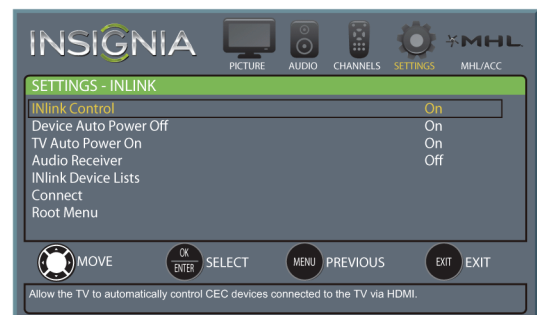 INSIGNIA
PICTURE AUDIO CHANNELS SETTINGS MHL MHL/ACC
SETTINGS - INLINK
INlink Control On
Device Auto Power Off On
TV Auto Power On On
Audio Receiver Off
INlink Device Lists
Connect
Root Menu
MOVE OK ENTER SELECT MENU PREVIOUS EXIT EXIT
Allow the TV to automatically control CEC devices connected to the TV via HDMI.